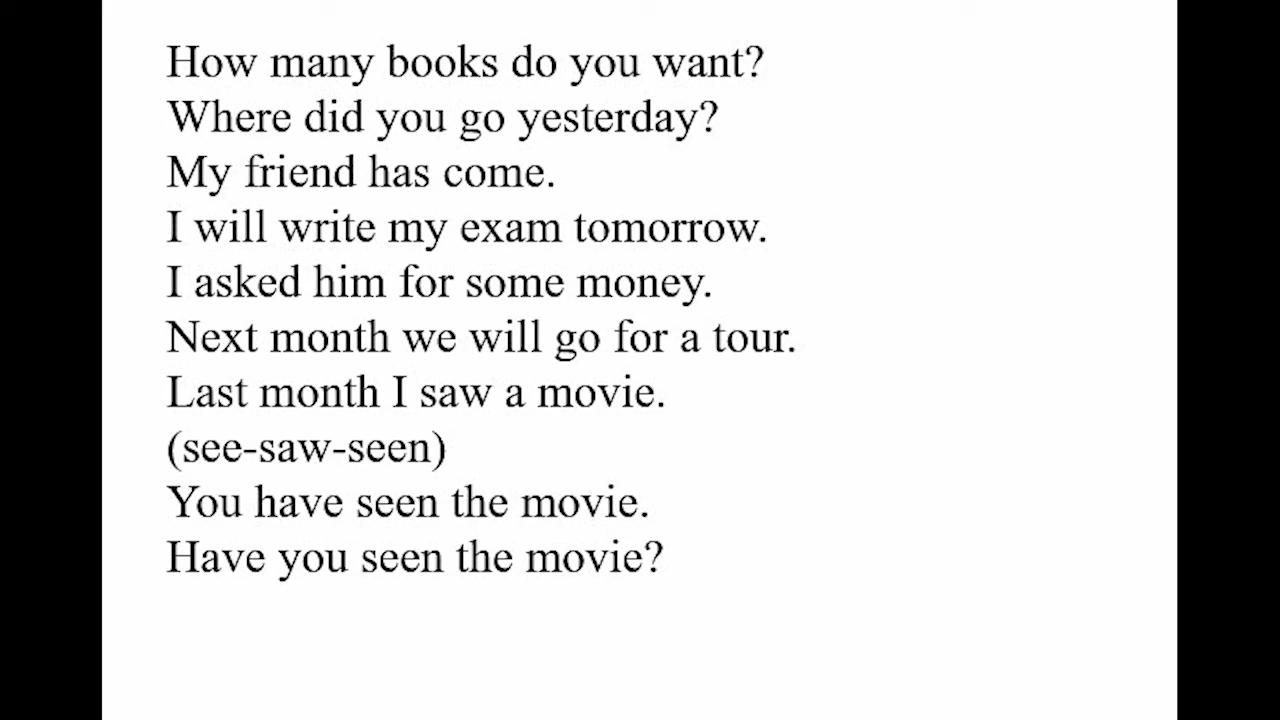 How many books do you want?
Where did you go yesterday?
My friend has come.
I will write my exam tomorrow.
I asked him for some money.
Next month we will go for a tour.
Last month I saw a movie.
(see-saw-seen)
You have seen the movie.
Have you seen the movie?